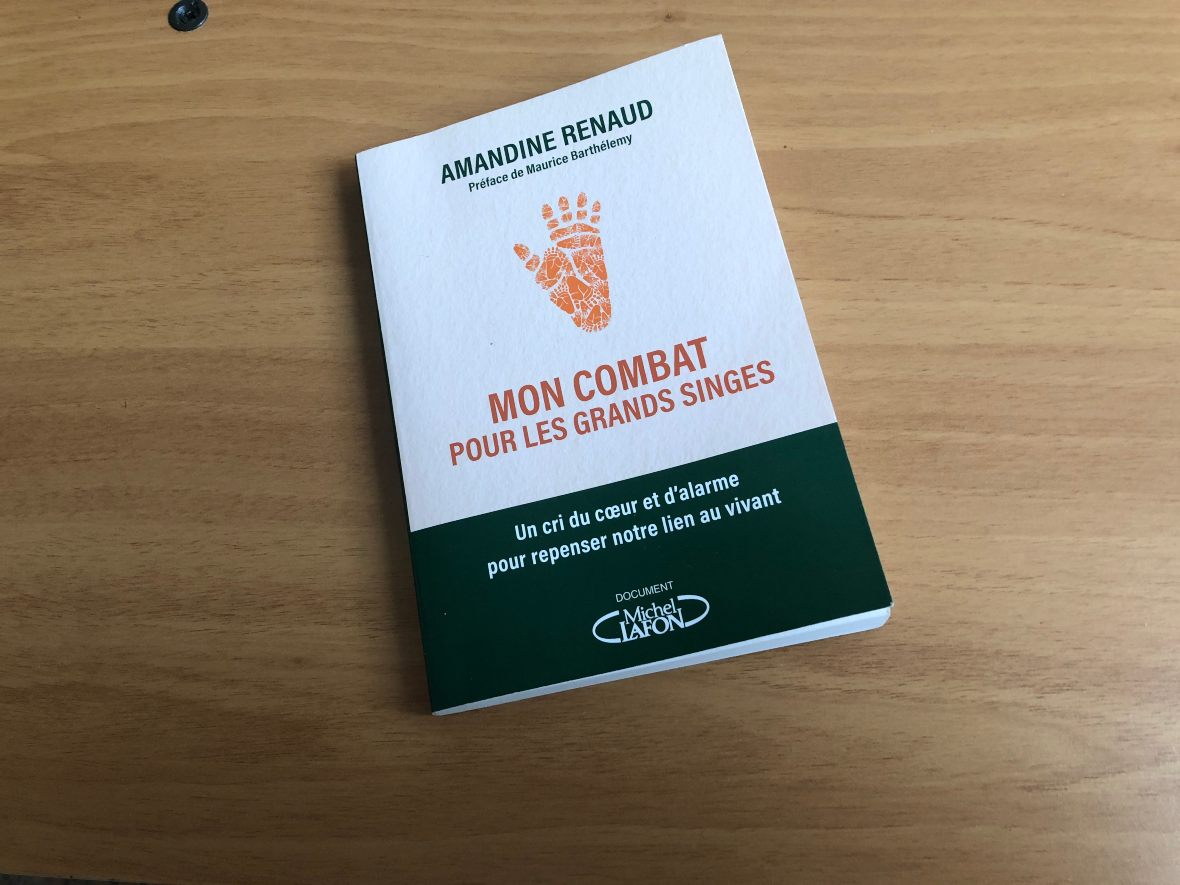 AMANDINE RENAUD
Préface de Maurice Barthélemy
MON COMBAT
POUR LES GRANDS SINGES
Un cri du cœur et d'alarme
pour repenser notre lien au vivant
DOCUMENT
Michel
LAFON